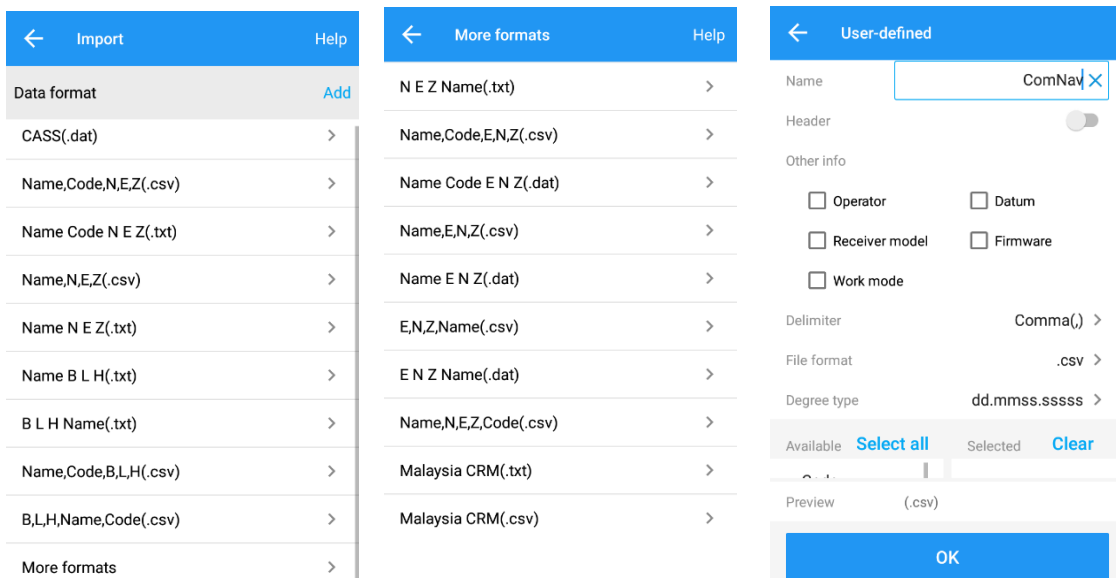 Import Help
Data format Add
CASS(.dat)
Name,Code,N,E,Z(.csv)
Name Code N E Z(.txt)
Name,N,E,Z(.csv)
Name N E Z(.txt)
Name B L H(.txt)
B L H Name(.txt)
Name,Code,B,L,H(.csv)
B,L,H,Name,Code(.csv)
More formats
More formats Help
N E Z Name(.txt)
Name,Code,E,N,Z(.csv)
Name Code E N Z(.dat)
Name,E,N,Z(.csv)
Name E N Z(.dat)
E,N,Z,Name(.csv)
E N Z Name(.dat)
Name,N,E,Z,Code(.csv)
Malaysia CRM(.txt)
Malaysia CRM(.csv)
User-defined
Name ComNav
Header
Other info
Operator Datum
Receiver model Firmware
Work mode
Delimiter Comma(,)
File format .csv
Degree type dd.mmss.sssss
Available Select all Selected Clear
Preview (.csv)
OK